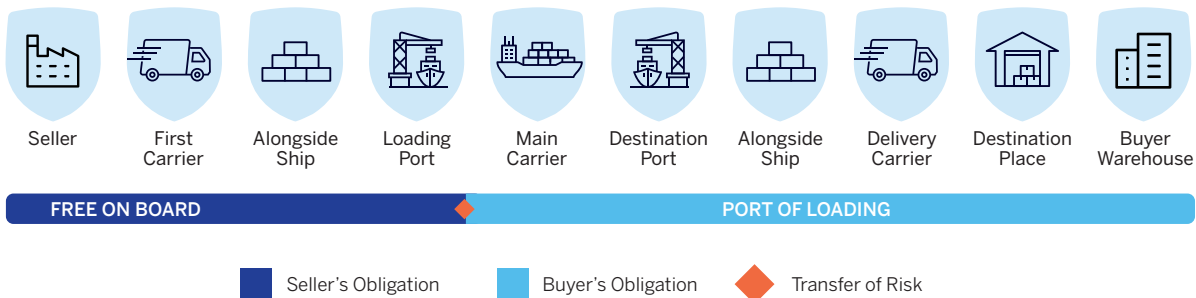 Seller
First
Carrier
Alongside
Ship
Loading
Port
Main
Carrier
Destination
Port
Alongside
Ship
Delivery
Carrier
Destination
Place
Buyer
Warehouse
FREE ON BOARD
PORT OF LOADING
Seller's Obligation
Buyer's Obligation
Transfer of Risk